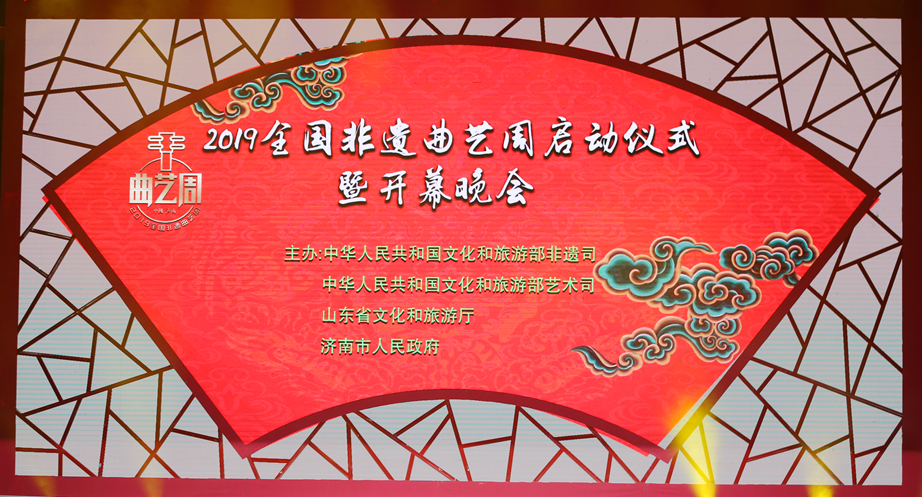 2019全国非遗曲艺周启动仪式
暨开幕晚会
曲艺周
主办:中华人民共和国文化和旅游部非遗司
中华人民共和国文化和旅游部艺术司
山东省文化和旅游厅
济南市人民政府